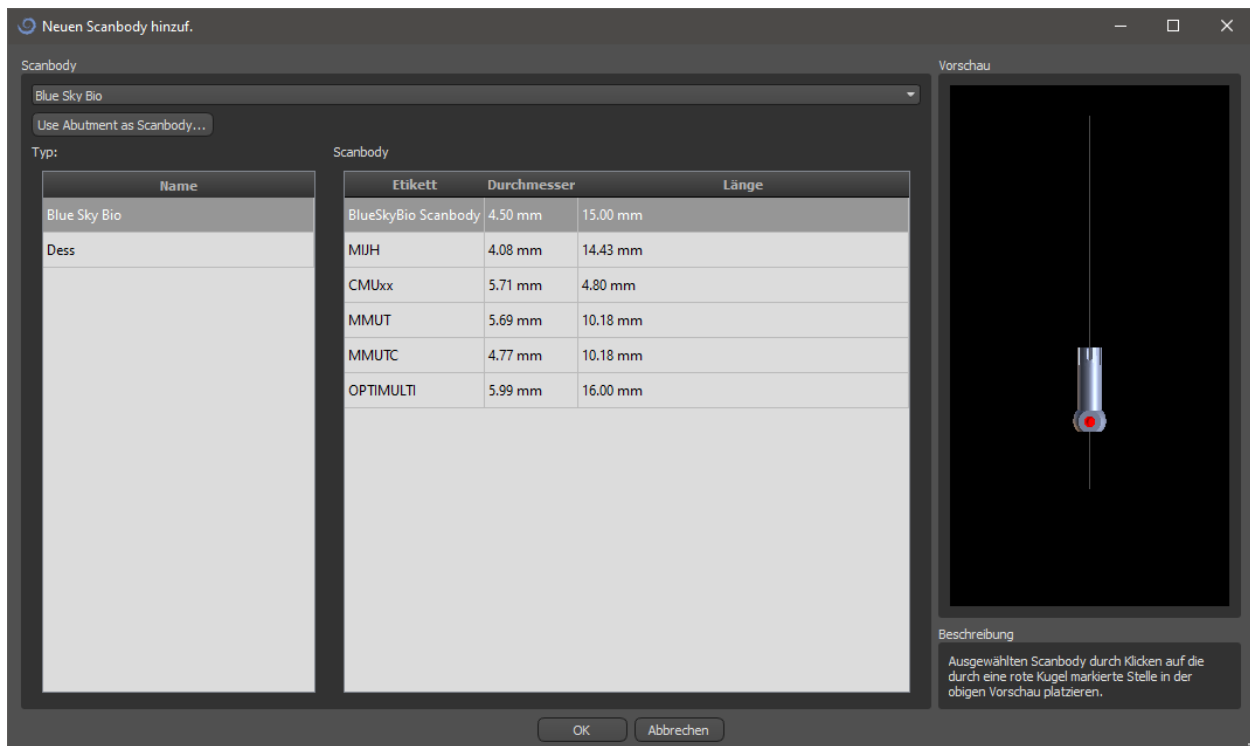 Neuen Scanbody hinzuf.
Scanbody
Blue Sky Bio
Use Abutment as Scanbody...
Typ:
Name
Blue Sky Bio
Dess
Scanbody
Etikett Durchmesser Länge
BlueSkyBio Scanbody 4.50 mm 15.00 mm
MIJH 4.08 mm 14.43 mm
CMUxx 5.71 mm 4.80 mm
MMUT 5.69 mm 10.18 mm
MMUTC 4.77 mm 10.18 mm
OPTIMULTI 5.99 mm 16.00 mm
Vorschau
Beschreibung
Ausgewählten Scanbody durch Klicken auf die
durch eine rote Kugel markierte Stelle in der
obigen Vorschau platzieren.
OK Abbrechen